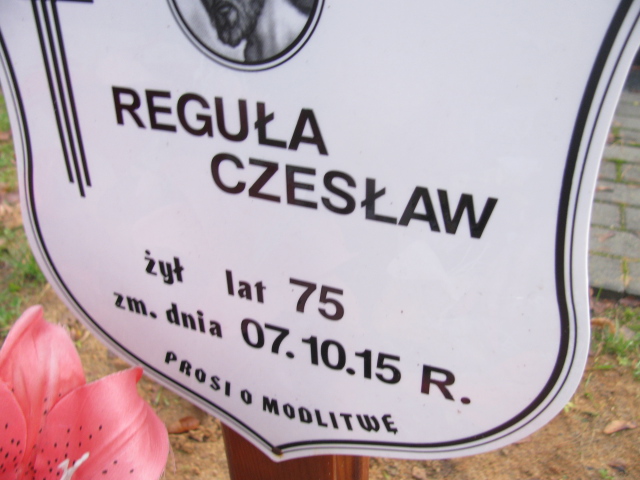 REGUŁA
CZESŁAW
żył lat 75
zm. dnia 07.10.15 R.
PROSI O MODLITWĘ